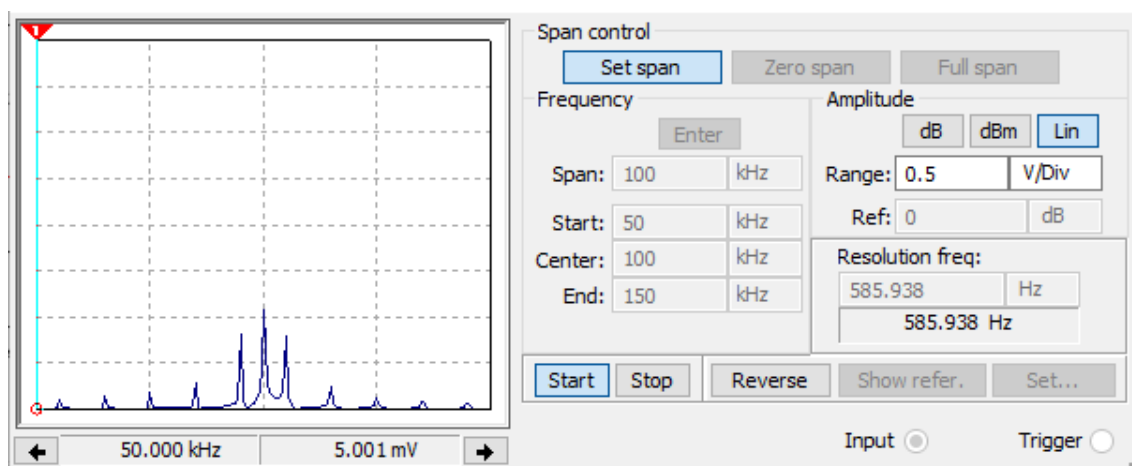 1
Span control
Set span
Zero span
Full span
Frequency
Enter
Span: 100 kHz
Start: 50 kHz
Center: 100 kHz
End: 150 kHz
Amplitude
dB dBm Lin
Range: 0.5 V/Div
Ref: 0 dB
Resolution freq:
585.938 Hz
585.938 Hz
Start Stop Reverse Show refer. Set...
50.000 kHz 5.001 mV
Input Trigger